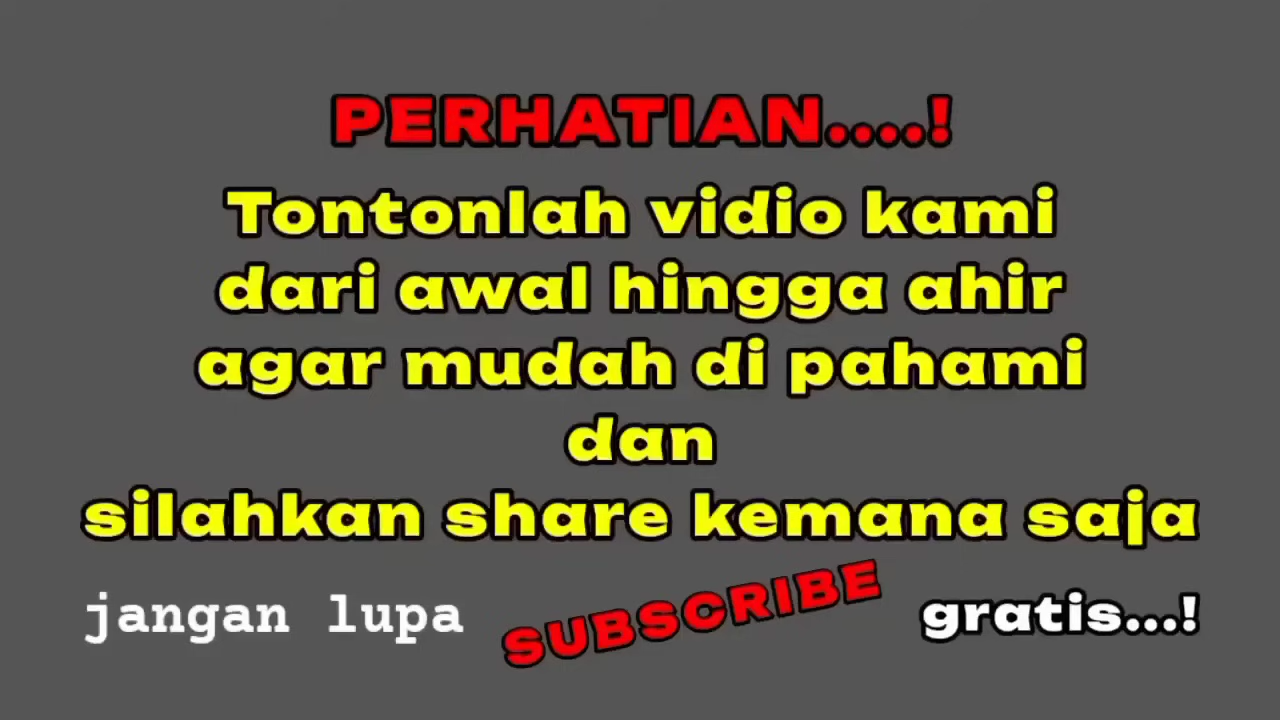 PERHATIAN....!
Tontonlah vidio kami
dari awal hingga ahir
agar mudah di pahami
dan
silahkan share kemana saja
jangan lupa SUBSCRIBE gratis...!